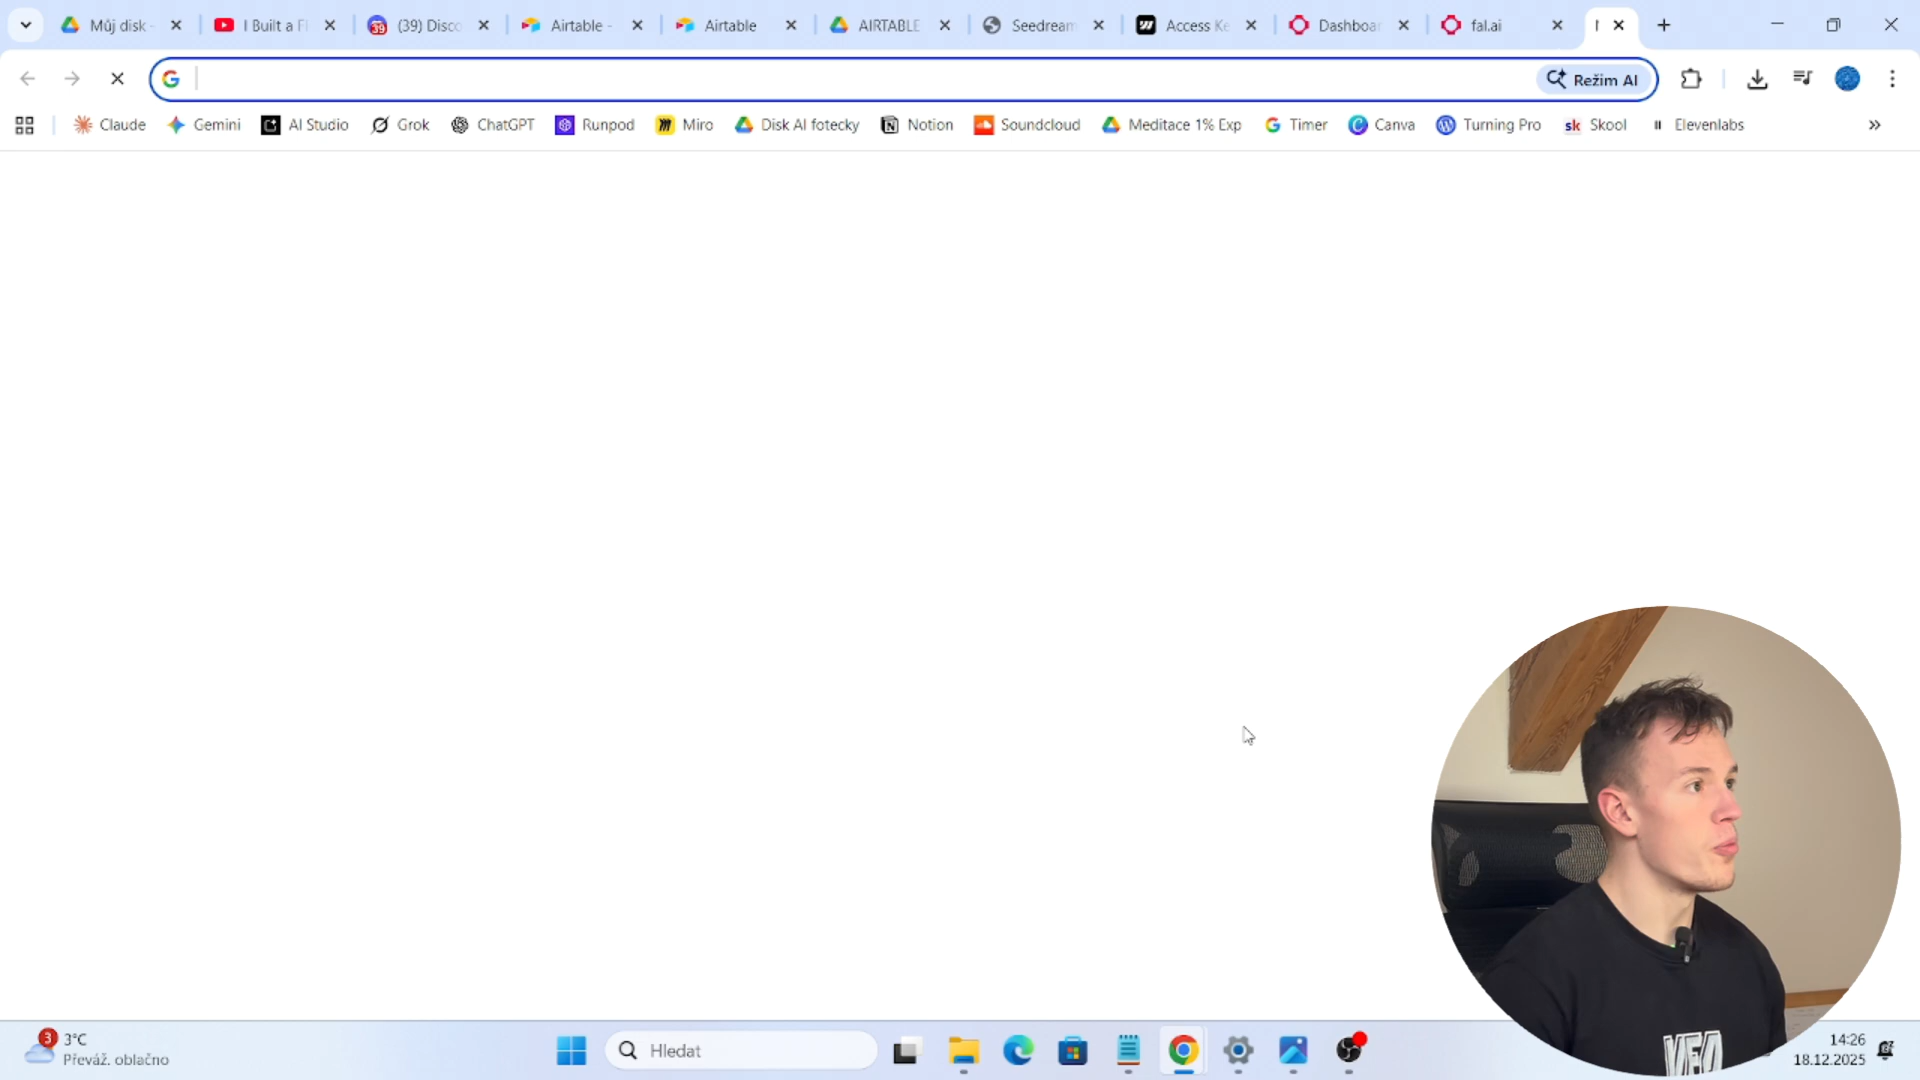 Můj disk -
I Built a Fi
(39) Disco
Airtable -
Airtable
AIRTABLE
Seedream
Access Ke
Dashboar
fal.ai
Režim AI
Claude
Gemini
AI Studio
Grok
ChatGPT
Runpod
Miro
Disk AI fotecky
Notion
Soundcloud
Meditace 1% Exp
Timer
Canva
Turning Pro
Skool
Elevenlabs
3°C
Převáž. oblačno
Hledat
14:26
18.12.2025